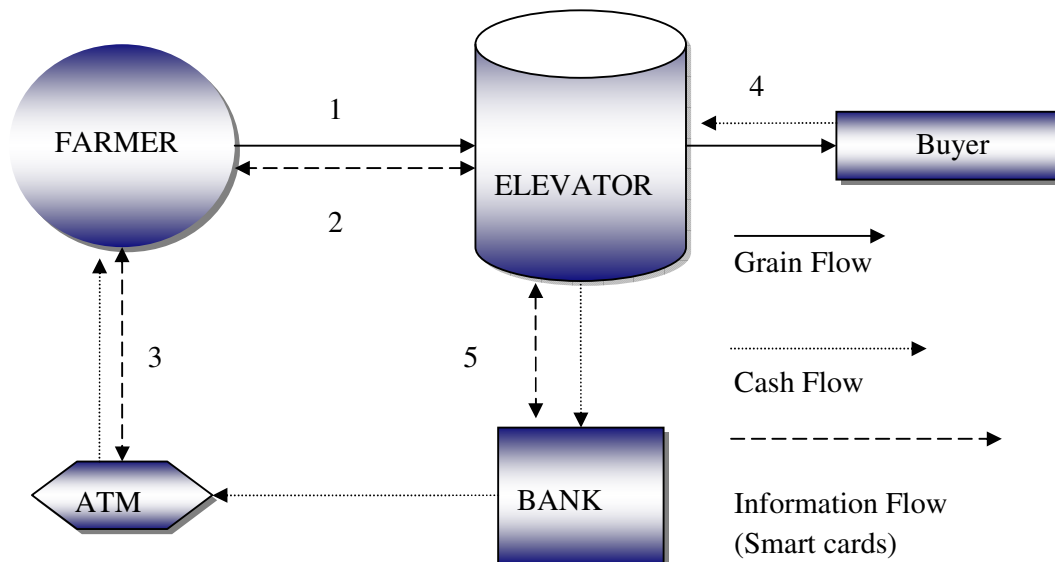 1
4
FARMER
Buyer
ELEVATOR
2
Grain Flow
3
5
Cash Flow
ATM
BANK
Information Flow
(Smart cards)